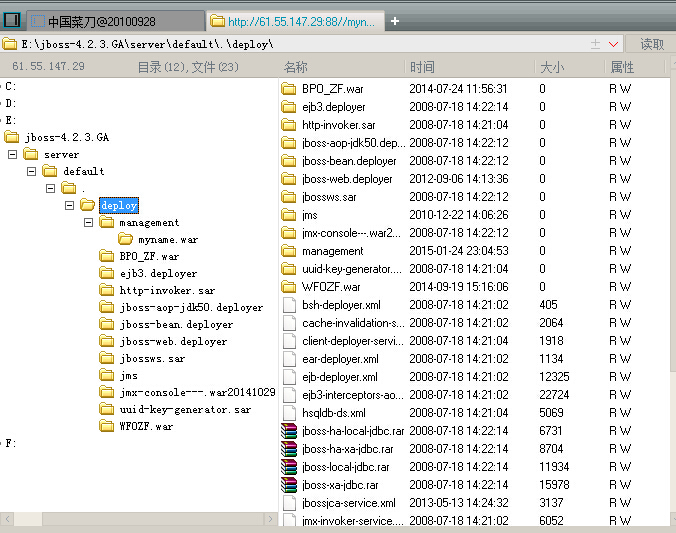 中国菜刀@20100928 http://61.55.147.29:88//myn...
E:\jboss-4.2.3.GA\server\default\.\deploy\ 读取
61.55.147.29 目录(12),文件(23) 名称 时间 大小 属性
C:
D:
E:
jboss-4.2.3.GA
server
default
.
deploy
management
myname.war
BPO_ZF.war
ejb3.deployer
http-invoker.sar
jboss-aop-jdk50.deployer
jboss-bean.deployer
jboss-web.deployer
jbossws.sar
jms
jmx-console---.war20141029
uuid-key-generator.sar
WFOZF.war
F:
BPO_ZF.war 2014-07-24 11:56:31 0 R W
ejb3.deployer 2008-07-18 14:22:14 0 R W
http-invoker.sar 2008-07-18 14:21:04 0 R W
jboss-aop-jdk50.dep... 2008-07-18 14:22:12 0 R W
jboss-bean.deployer 2008-07-18 14:22:12 0 R W
jboss-web.deployer 2012-09-06 14:13:36 0 R W
jbossws.sar 2008-07-18 14:22:12 0 R W
jms 2010-12-22 14:06:26 0 R W
jmx-console---.war2... 2008-07-18 14:22:12 0 R W
management 2015-01-24 23:04:53 0 R W
uuid-key-generator.... 2008-07-18 14:21:04 0 R W
WFOZF.war 2014-09-19 15:16:06 0 R W
bsh-deployer.xml 2008-07-18 14:21:02 405 R W
cache-invalidation-s... 2008-07-18 14:21:02 2064 R W
client-deployer-servi... 2008-07-18 14:21:04 1918 R W
ear-deployer.xml 2008-07-18 14:21:02 1134 R W
ejb-deployer.xml 2008-07-18 14:21:02 12325 R W
ejb3-interceptors-ao... 2008-07-18 14:21:02 22724 R W
hsqldb-ds.xml 2008-07-18 14:21:04 5069 R W
jboss-ha-local-jdbc.rar 2008-07-18 14:22:14 6731 R W
jboss-ha-xa-jdbc.rar 2008-07-18 14:22:14 8704 R W
jboss-local-jdbc.rar 2008-07-18 14:22:14 11934 R W
jboss-xa-jdbc.rar 2008-07-18 14:22:14 15978 R W
jbossjca-service.xml 2013-05-13 14:24:32 3137 R W
jmx-invoker-service.... 2008-07-18 14:21:02 6052 R W